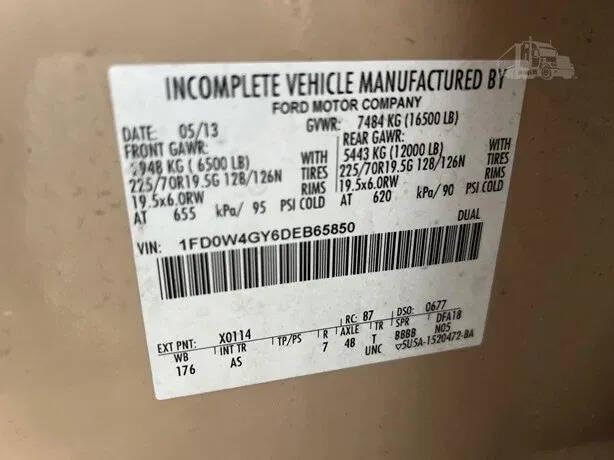 INCOMPLETE VEHICLE MANUFACTURED BY
FORD MOTOR COMPANY
DATE: 05/13 GVWR: 7484 KG (16500 LB)
FRONT GAWR: REAR GAWR:
948 KG ( 6500 LB) WITH 5443 KG (12000 LB) WITH
225/70R19.5G 128/126N TIRES 225/70R19.5G 128/126N TIRES
19.5x6.0RW RIMS 19.5x6.0RW RIMS
AT 655 kPa/ 95 PSI COLD AT 620 kPa/ 90 PSI COLD
DUAL
VIN: 1FD0W4GY6DEB65850
EXT PNT: X0114 RC: B7 DSO: 0677
WB INT TR TP/PS R AXLE TR SPR DFA18
176 AS 7 4B T BBBB N05
UNC 5U5A-1520472-BA